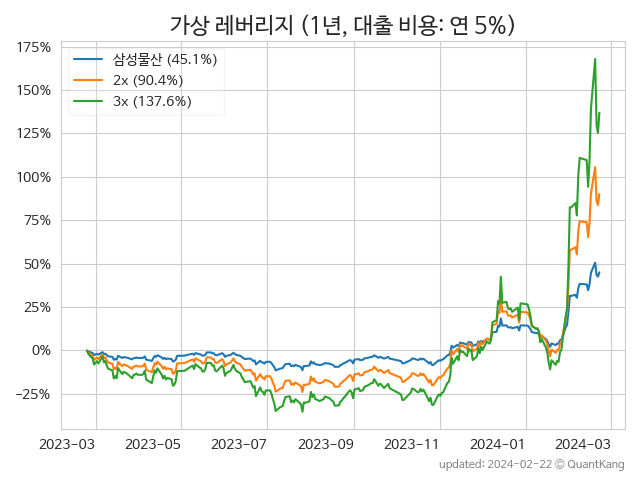 가상 레버리지 (1년, 대출 비용: 연 5%)
175%
150%
125%
100%
75%
50%
25%
0%
−25%
삼성물산 (45.1%)
2x (90.4%)
3x (137.6%)
2023-03 2023-05 2023-07 2023-09 2023-11 2024-01 2024-03
updated: 2024-02-22 © QuantKang